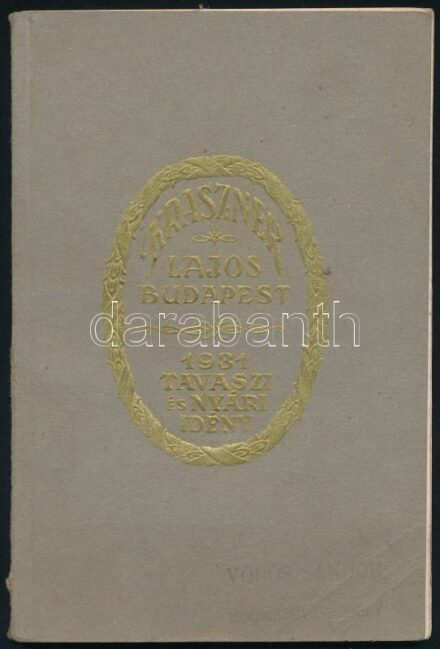 KRASZNER
LAJOS
BUDAPEST
darabanth
1931
TAVASZI
ÉS NYÁRI
IDÉNY